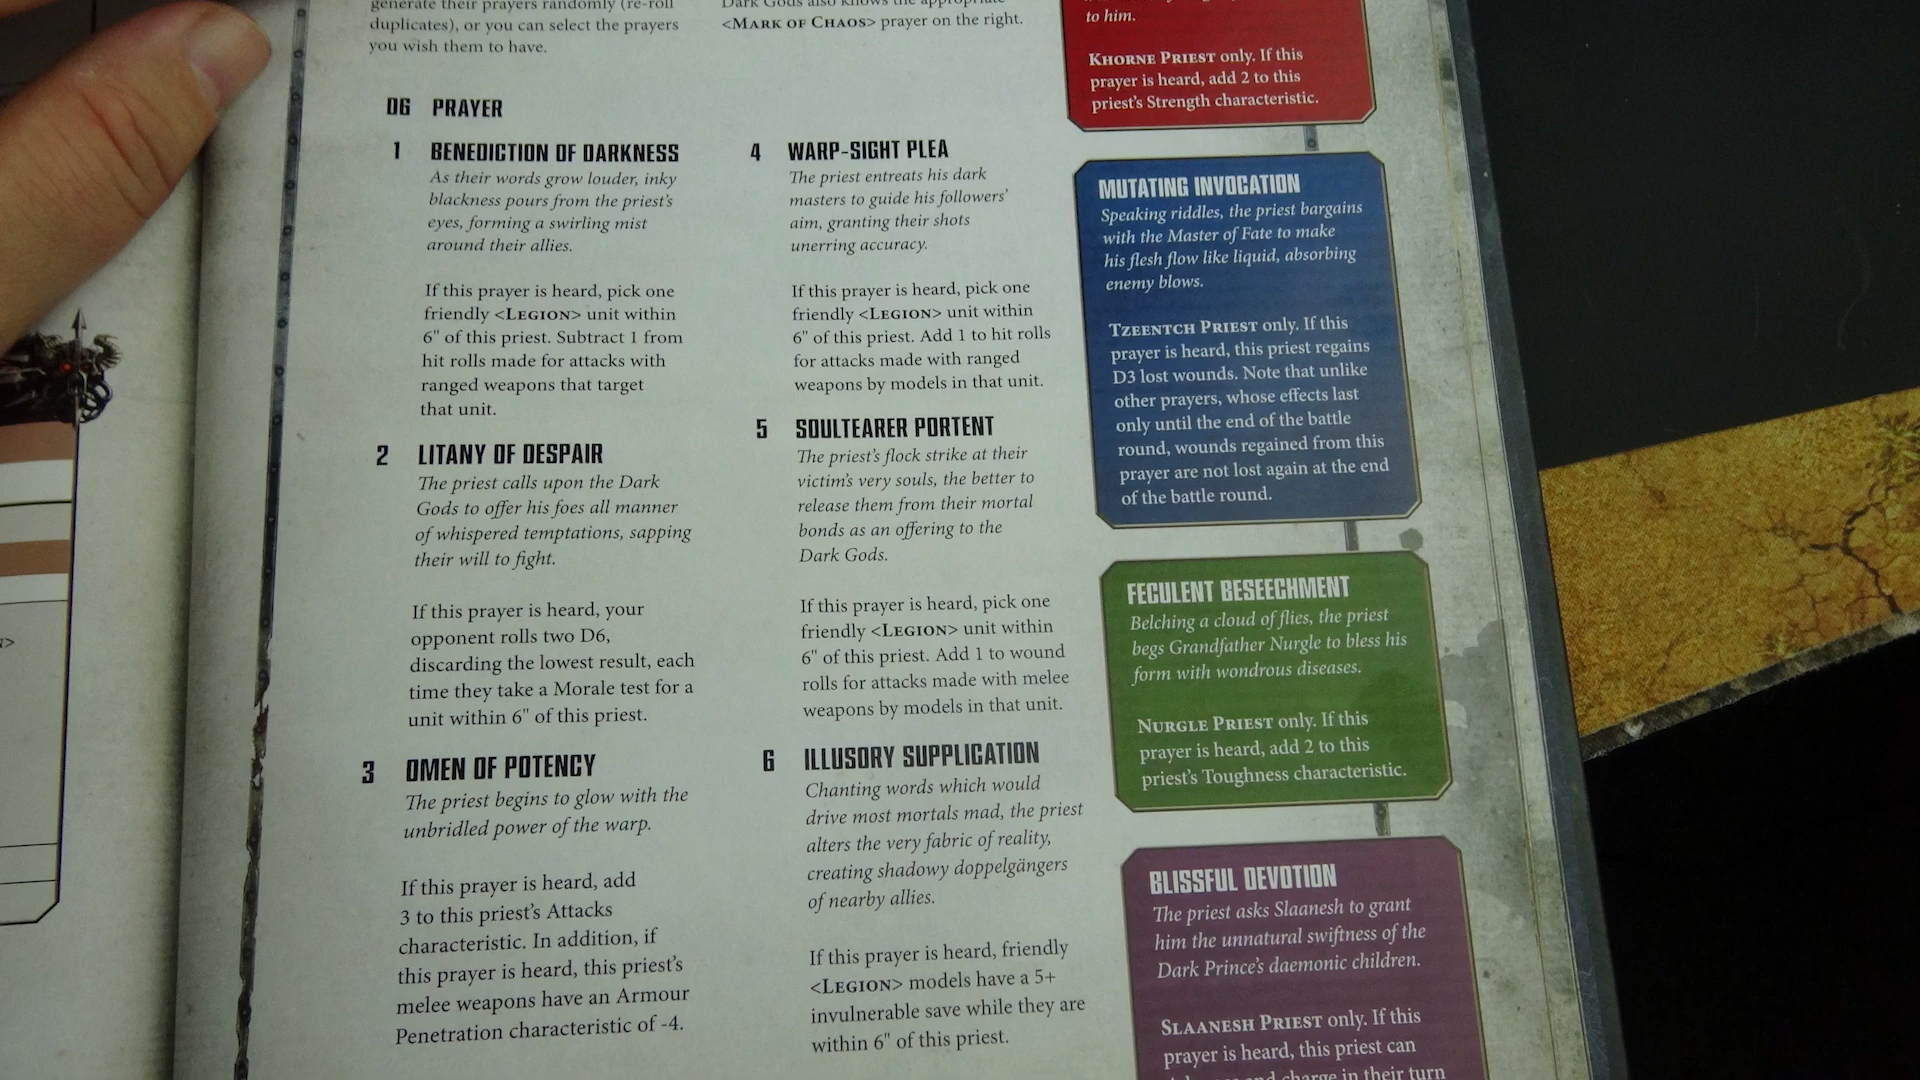 generate their prayers randomly (re-roll
duplicates), or you can select the prayers
you wish them to have.
Dark Gods also knows the appropriate
<MARK OF CHAOS> prayer on the right.
D6 PRAYER
1 BENEDICTION OF DARKNESS
As their words grow louder, inky
blackness pours from the priest's
eyes, forming a swirling mist
around their allies.
If this prayer is heard, pick one
friendly <LEGION> unit within
6" of this priest. Subtract 1 from
hit rolls made for attacks with
ranged weapons that target
that unit.
2 LITANY OF DESPAIR
The priest calls upon the Dark
Gods to offer his foes all manner
of whispered temptations, sapping
their will to fight.
If this prayer is heard, your
opponent rolls two D6,
discarding the lowest result, each
time they take a Morale test for a
unit within 6" of this priest.
3 OMEN OF POTENCY
The priest begins to glow with the
unbridled power of the warp.
If this prayer is heard, add
3 to this priest's Attacks
characteristic. In addition, if
this prayer is heard, this priest's
melee weapons have an Armour
Penetration characteristic of -4.
4 WARP-SIGHT PLEA
The priest entreats his dark
masters to guide his followers'
aim, granting their shots
unerring accuracy.
If this prayer is heard, pick one
friendly <LEGION> unit within
6" of this priest. Add 1 to hit rolls
for attacks made with ranged
weapons by models in that unit.
5 SOULTEARER PORTENT
The priest's flock strike at their
victim's very souls, the better to
release them from their mortal
bonds as an offering to the
Dark Gods.
If this prayer is heard, pick one
friendly <LEGION> unit within
6" of this priest. Add 1 to wound
rolls for attacks made with melee
weapons by models in that unit.
6 ILLUSORY SUPPLICATION
Chanting words which would
drive most mortals mad, the priest
alters the very fabric of reality,
creating shadowy doppelgängers
of nearby allies.
If this prayer is heard, friendly
<LEGION> models have a 5+
invulnerable save while they are
within 6" of this priest.
to him.
KHORNE PRIEST only. If this
prayer is heard, add 2 to this
priest's Strength characteristic.
MUTATING INVOCATION
Speaking riddles, the priest bargains
with the Master of Fate to make
his flesh flow like liquid, absorbing
enemy blows.
TZEENTCH PRIEST only. If this
prayer is heard, this priest regains
D3 lost wounds. Note that unlike
other prayers, whose effects last
only until the end of the battle
round, wounds regained from this
prayer are not lost again at the end
of the battle round.
FECULENT BESEECHMENT
Belching a cloud of flies, the priest
begs Grandfather Nurgle to bless his
form with wondrous diseases.
NURGLE PRIEST only. If this
prayer is heard, add 2 to this
priest's Toughness characteristic.
BLISSFUL DEVOTION
The priest asks Slaanesh to grant
him the unnatural swiftness of the
Dark Prince's daemonic children.
SLAANESH PRIEST only. If this
prayer is heard, this priest can
and charge in their turn